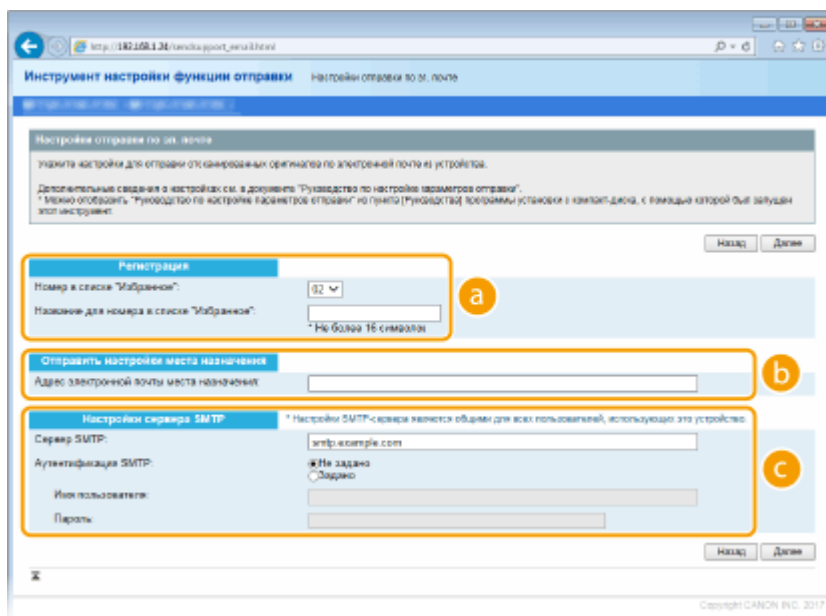 http://192.168.1.24/sendsupport_email.html
Инструмент настройки функции отправки Настройки отправки по эл. почте
Настройки отправки по эл. почте
Укажите настройки для отправки отсканированных оригиналов по электронной почте из устройства.
Дополнительные сведения о настройках см. в документе "Руководство по настройке параметров отправки".
* Можно отобразить "Руководство по настройке параметров отправки" из пункта [Руководства] программы установки с компакт-диска, с помощью которой был запущен
этот инструмент.
Назад Далее
Регистрация
Номер в списке "Избранное": 02
Название для номера в списке "Избранное":
* Не более 16 символов
a
Отправить настройки места назначения
Адрес электронной почты места назначения:
b
Настройки сервера SMTP * Настройки SMTP-сервера являются общими для всех пользователей, использующих это устройство.
Сервер SMTP: smtp.example.com
Аутентификация SMTP: Не задано
Задано
Имя пользователя:
Пароль:
c
Назад Далее
Copyright CANON INC. 2017